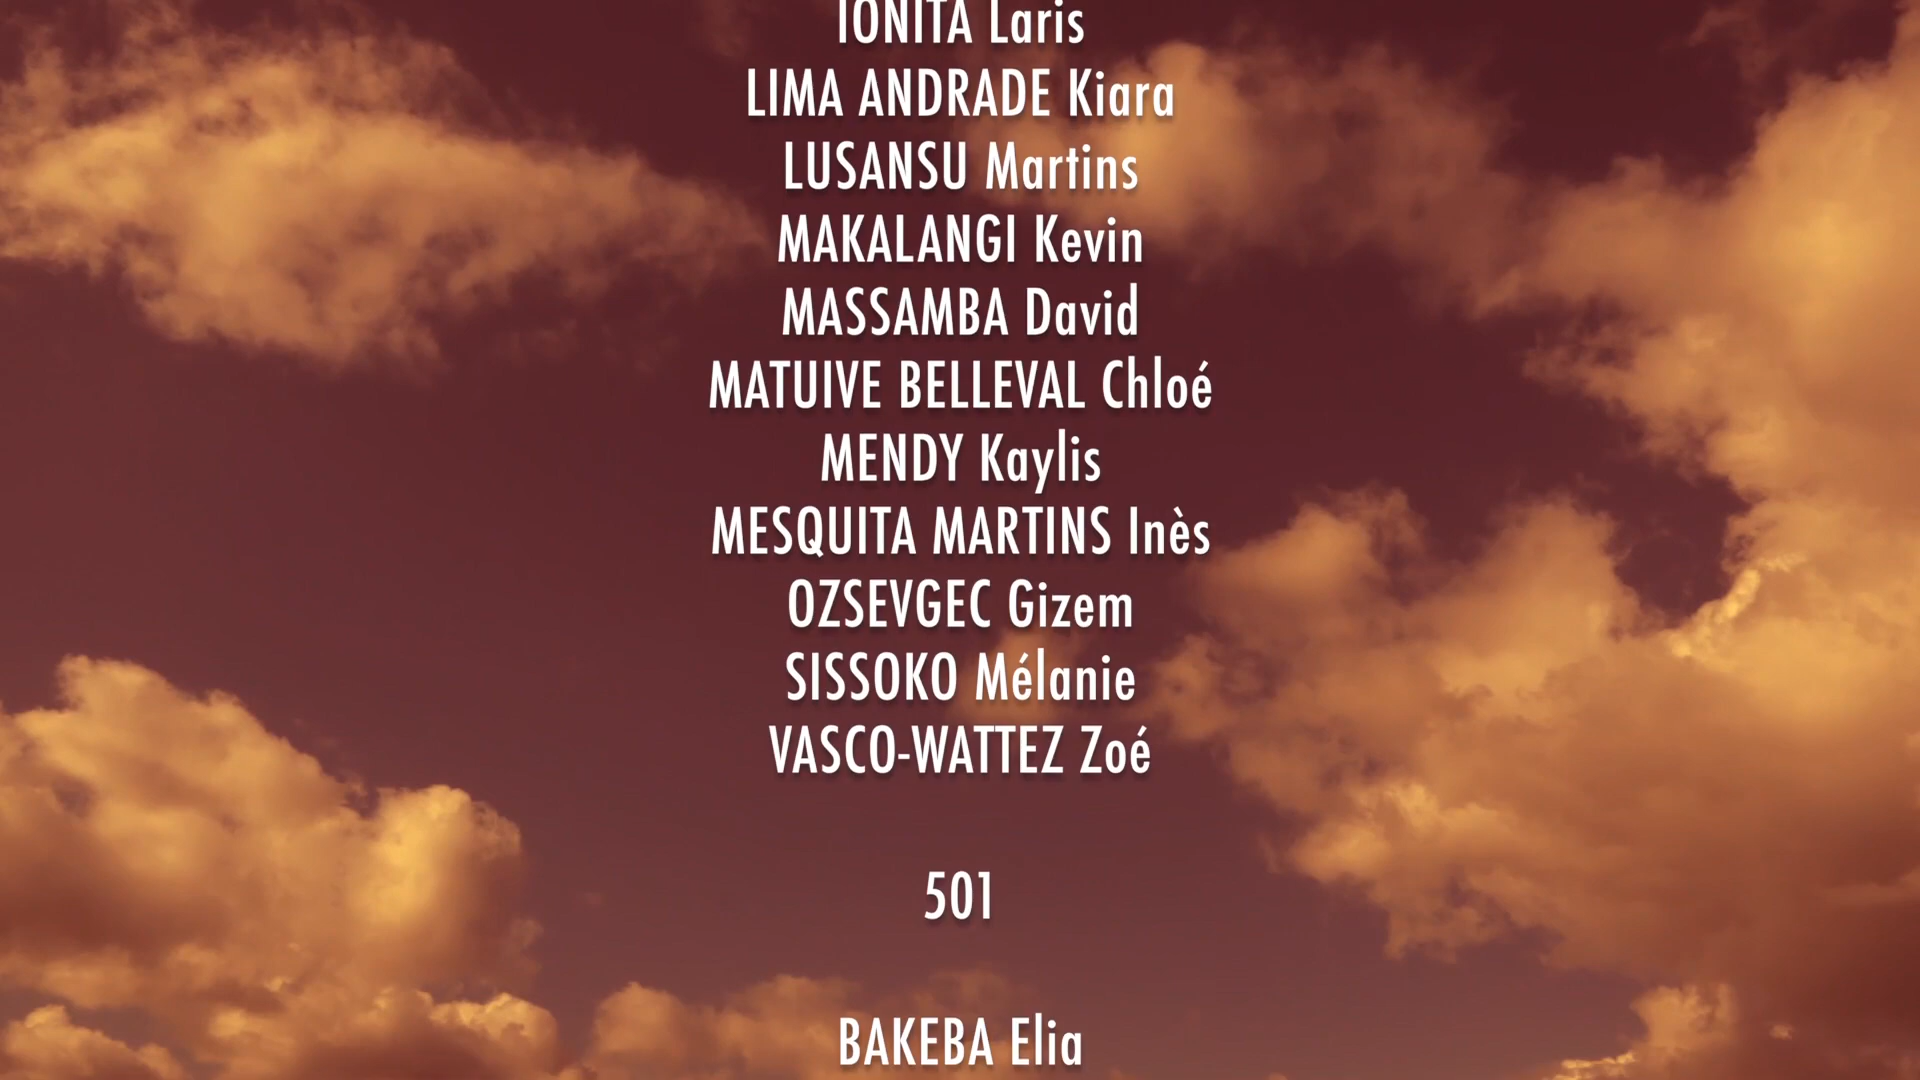 IONITA Laris
LIMA ANDRADE Kiara
LUSANSU Martins
MAKALANGI Kevin
MASSAMBA David
MATUIVE BELLEVAL Chloé
MENDY Kaylis
MESQUITA MARTINS Inès
OZSEVGEC Gizem
SISSOKO Mélanie
VASCO-WATTEZ Zoé
501
BAKEBA Elia